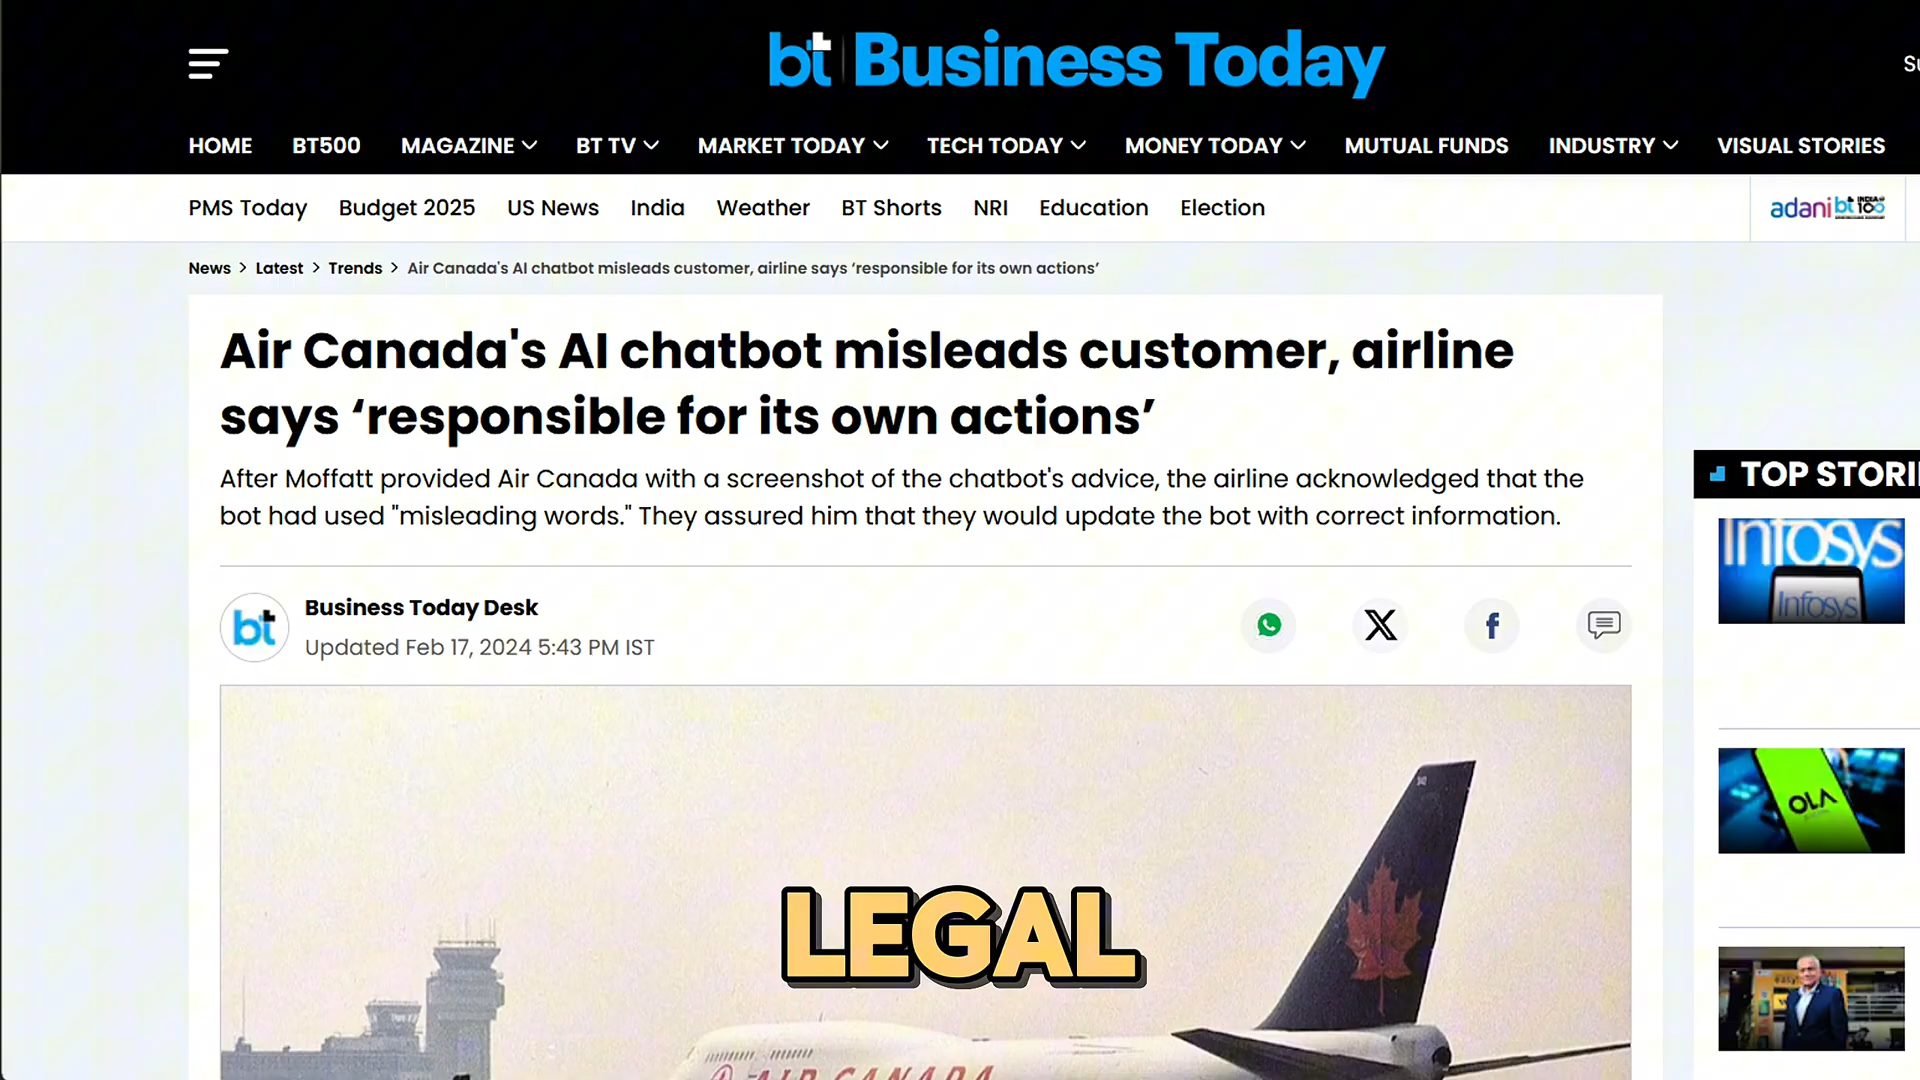 bt Business Today
HOME BT500 MAGAZINE BT TV MARKET TODAY TECH TODAY MONEY TODAY MUTUAL FUNDS INDUSTRY VISUAL STORIES
PMS Today Budget 2025 US News India Weather BT Shorts NRI Education Election
adani bt INDIA 100
News > Latest > Trends > Air Canada's AI chatbot misleads customer, airline says ‘responsible for its own actions’
Air Canada's AI chatbot misleads customer, airline
says ‘responsible for its own actions’
After Moffatt provided Air Canada with a screenshot of the chatbot's advice, the airline acknowledged that the
bot had used "misleading words." They assured him that they would update the bot with correct information.
TOP STORI
bt
Business Today Desk
Updated Feb 17, 2024 5:43 PM IST
Infosys
Infosys
OLA
LEGAL
AIR CANADA